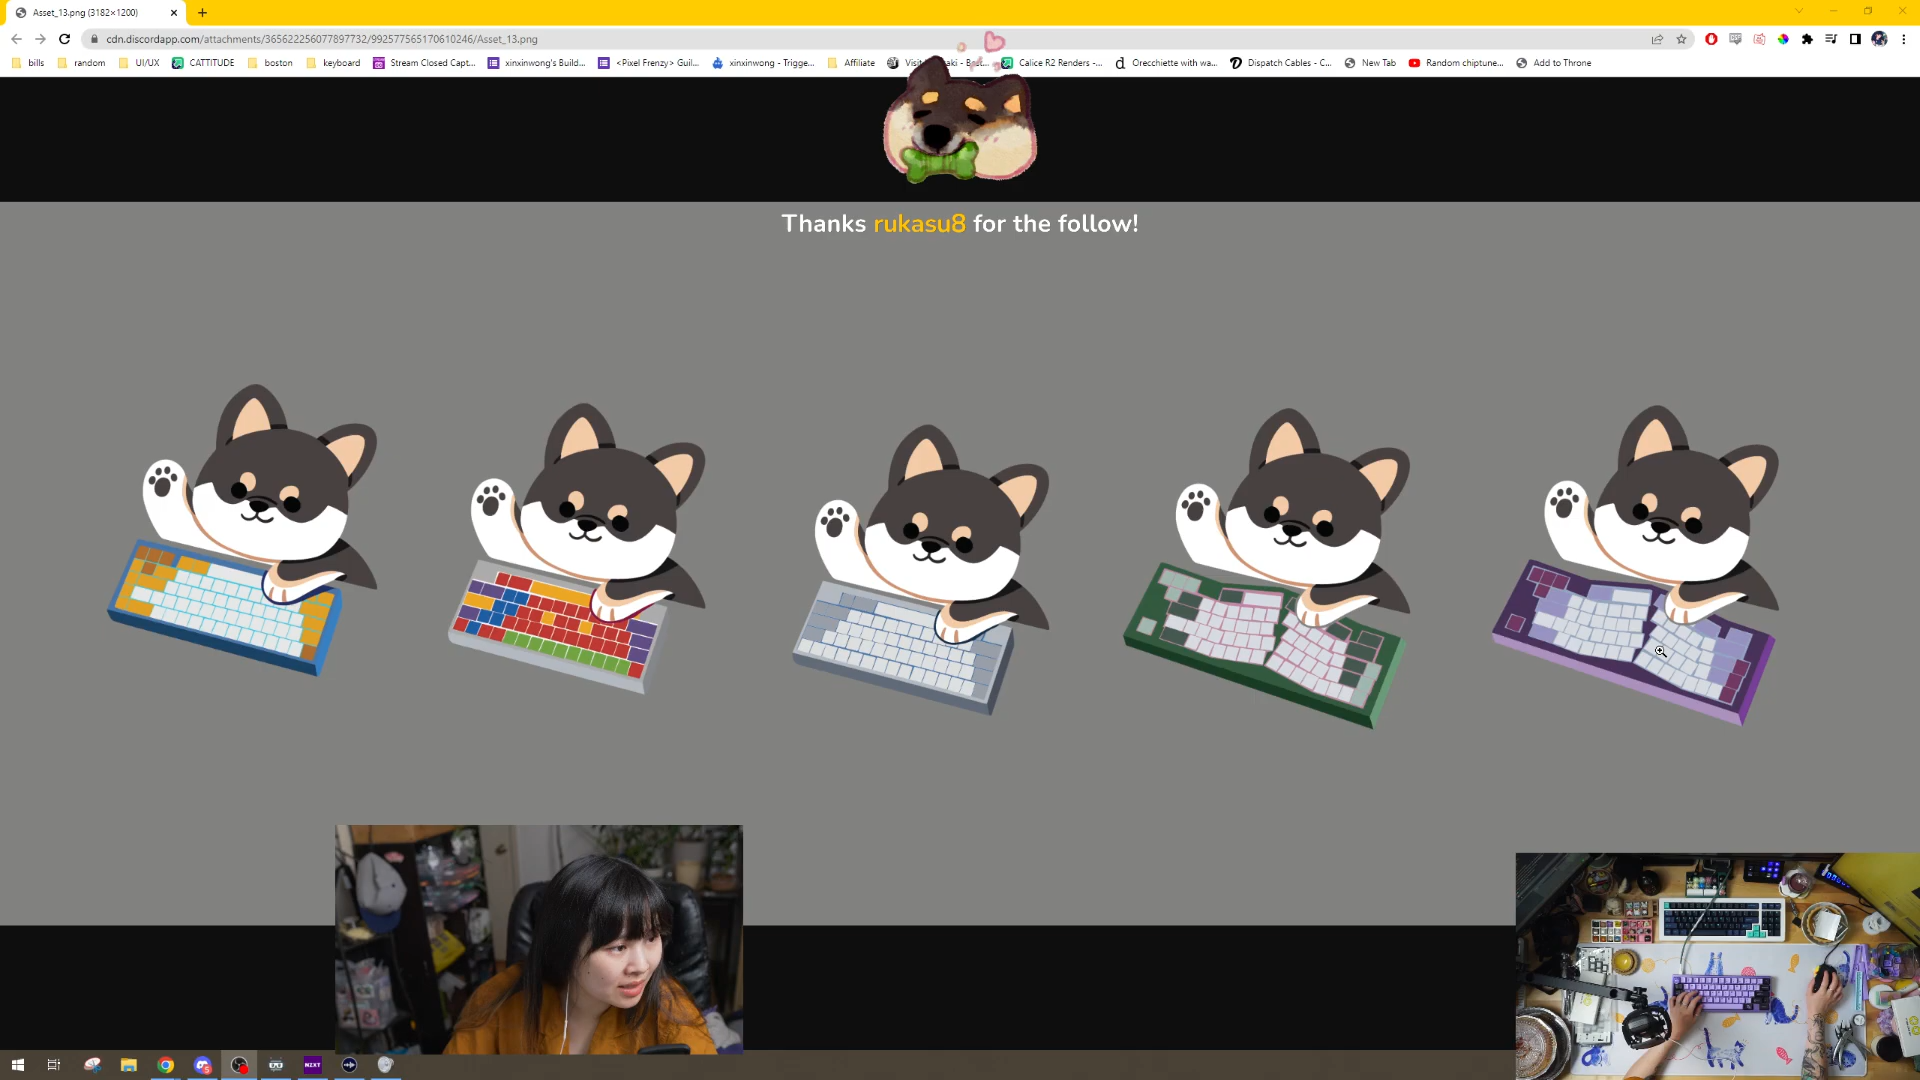 Asset_13.png (3182×1200)
cdn.discordapp.com/attachments/365622256077897732/992577565170610246/Asset_13.png
bills
random
UI/UX
CATTITUDE
boston
keyboard
Stream Closed Capt...
xinxinwong's Build...
<Pixel Frenzy> Guil...
xinxinwong - Trigge...
Affiliate
Calice R2 Renders -...
Orecchiette with wa...
Dispatch Cables - C...
New Tab
Random chiptune...
Add to Throne
Thanks rukasu8 for the follow!
NZXT